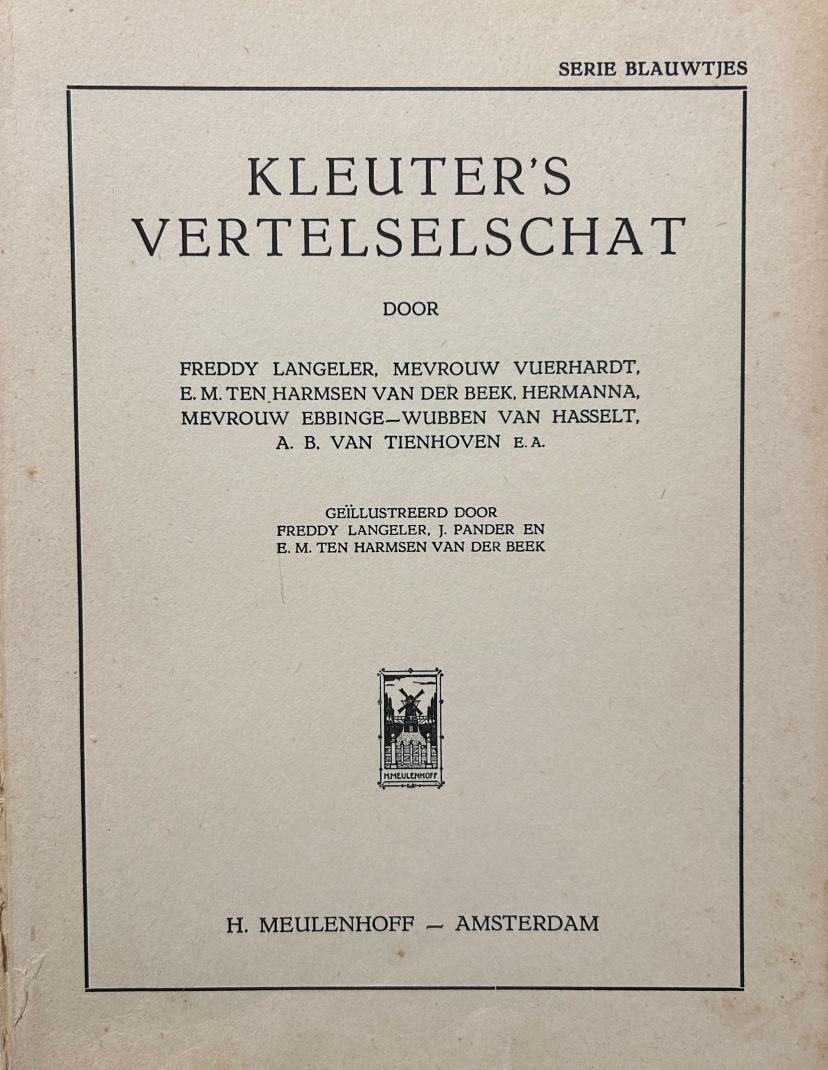 SERIE BLAUWTJES
KLEUTER'S
VERTELSELSCHAT
DOOR
FREDDY LANGELER, MEVROUW VUERHARDT,
E. M. TEN HARMSEN VAN DER BEEK, HERMANNA,
MEVROUW EBBINGE—WUBBEN VAN HASSELT,
A. B. VAN TIENHOVEN E. A.
GEÏLLUSTREERD DOOR
FREDDY LANGELER, J. PANDER EN
E. M. TEN HARMSEN VAN DER BEEK
H.MEULENHOFF
H. MEULENHOFF — AMSTERDAM